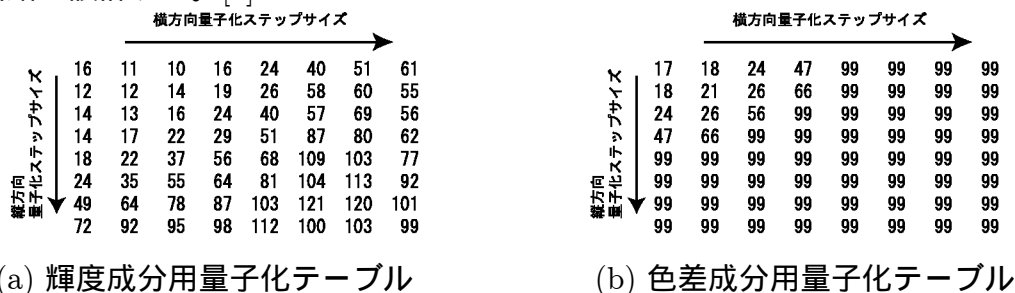 横方向量子化ステップサイズ
16 11 10 16 24 40 51 61
12 12 14 19 26 58 60 55
14 13 16 24 40 57 69 56
14 17 22 29 51 87 80 62
18 22 37 56 68 109 103 77
24 35 55 64 81 104 113 92
49 64 78 87 103 121 120 101
72 92 95 98 112 100 103 99
縦方向
量子化ステップサイズ
(a) 輝度成分用量子化テーブル
横方向量子化ステップサイズ
17 18 24 47 99 99 99 99
18 21 26 66 99 99 99 99
24 26 56 99 99 99 99 99
47 66 99 99 99 99 99 99
99 99 99 99 99 99 99 99
99 99 99 99 99 99 99 99
99 99 99 99 99 99 99 99
99 99 99 99 99 99 99 99
縦方向
量子化ステップサイズ
(b) 色差成分用量子化テーブル